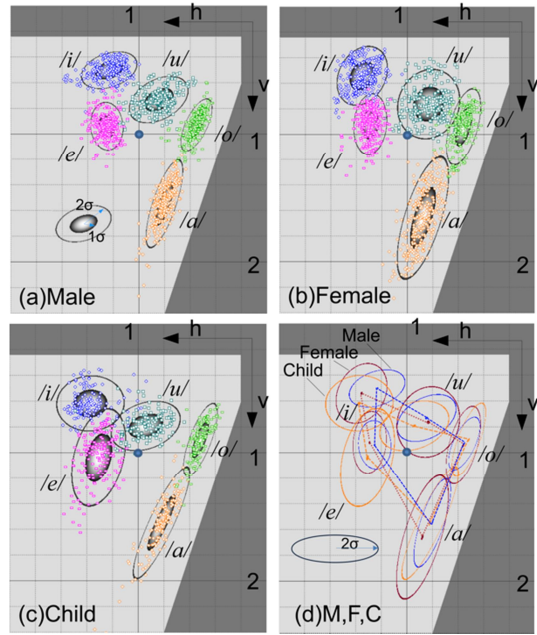 1 h
/i/ /u/
v
/o/ 1
/e/
2σ
1σ
/a/
2
(a)Male
1 h
/i/ /u/
v
1
/e/ /o/
/a/
2
(b)Female
1 h
/i/ /u/
v
/o/
1
/e/
/a/
2
(c)Child
1 h
Male
Female
Child
/u/
v
/i/
/o/ 1
/e/
/a/
2σ
2
(d)M,F,C